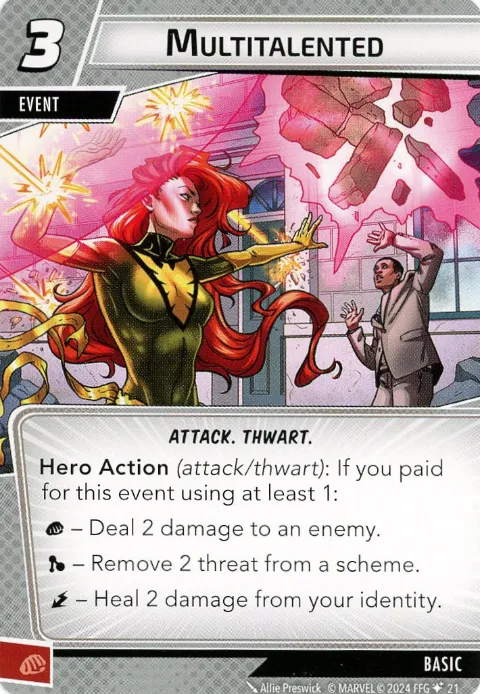 3
MULTITALENTED
EVENT
ATTACK. THWART.
Hero Action (attack/thwart): If you paid
for this event using at least 1:
– Deal 2 damage to an enemy.
– Remove 2 threat from a scheme.
– Heal 2 damage from your identity.
BASIC
Allie Preswick © MARVEL © 2024 FFG 21